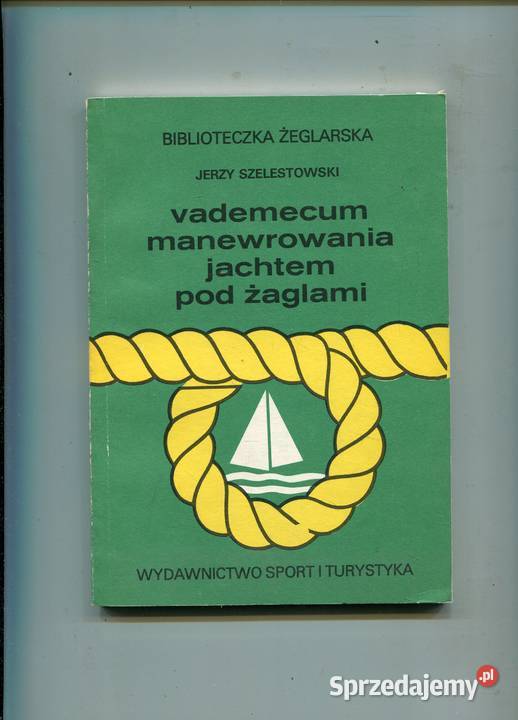 BIBLIOTECZKA ŻEGLARSKA
JERZY SZELESTOWSKI
vademecum
manewrowania
jachtem
pod żaglami
WYDAWNICTWO SPORT I TURYSTYKA
Sprzedajemy.pl